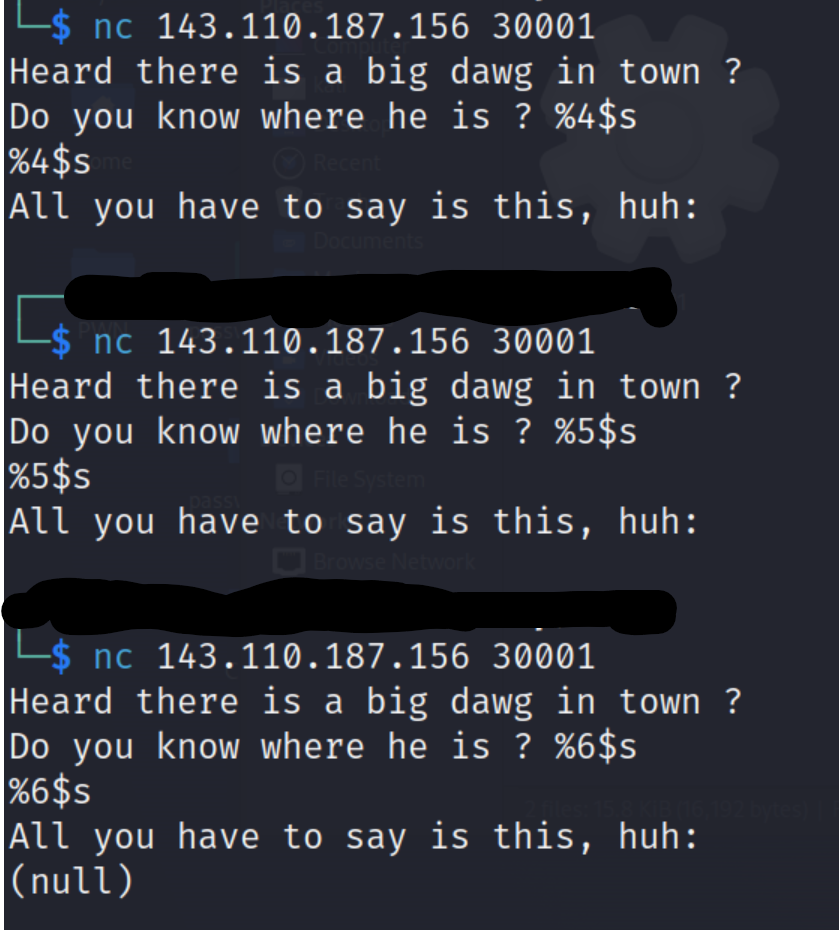 └─$ nc 143.110.187.156 30001
Heard there is a big dawg in town ?
Do you know where he is ? %4$s
%4$s
All you have to say is this, huh:
└─$ nc 143.110.187.156 30001
Heard there is a big dawg in town ?
Do you know where he is ? %5$s
%5$s
All you have to say is this, huh:
└─$ nc 143.110.187.156 30001
Heard there is a big dawg in town ?
Do you know where he is ? %6$s
%6$s
All you have to say is this, huh:
(null)